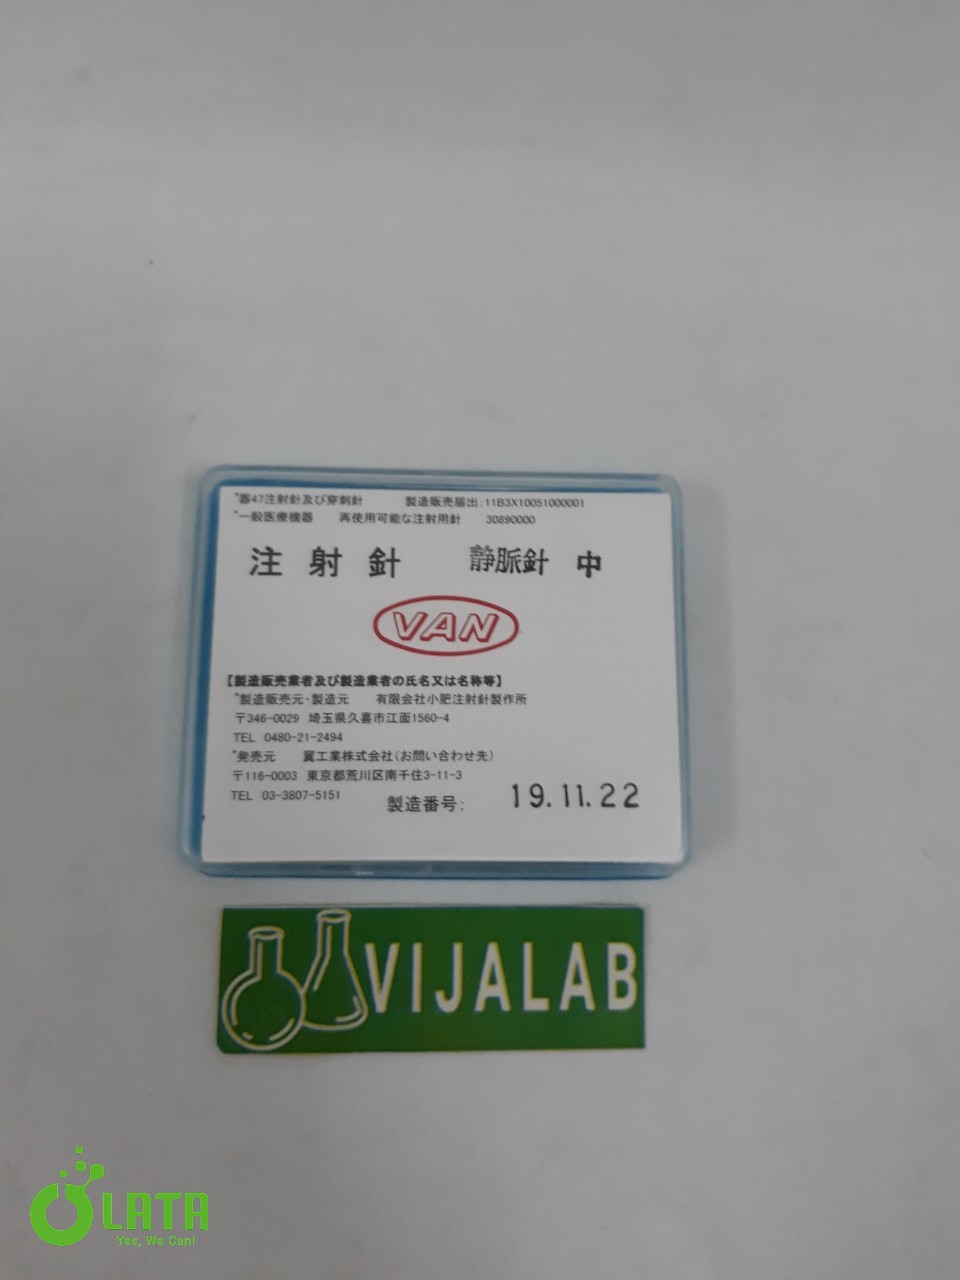 *器47注射針及び穿刺針 製造販売届出:11B3X10051000001
*一般医療機器 再使用可能な注射用針 30890000
注射針 静脈針 中
VAN
【製造販売業者及び製造業者の氏名又は名称等】
*製造販売元・製造元 有限会社小肥注射針製作所
〒346-0029 埼玉県久喜市江面1560-4
TEL 0480-21-2494
*発売元 翼工業株式会社(お問い合わせ先)
〒116-0003 東京都荒川区南千住3-11-3
TEL 03-3807-5151
製造番号: 19.11.22
VIJALAB
LATA
Yes, We Can!